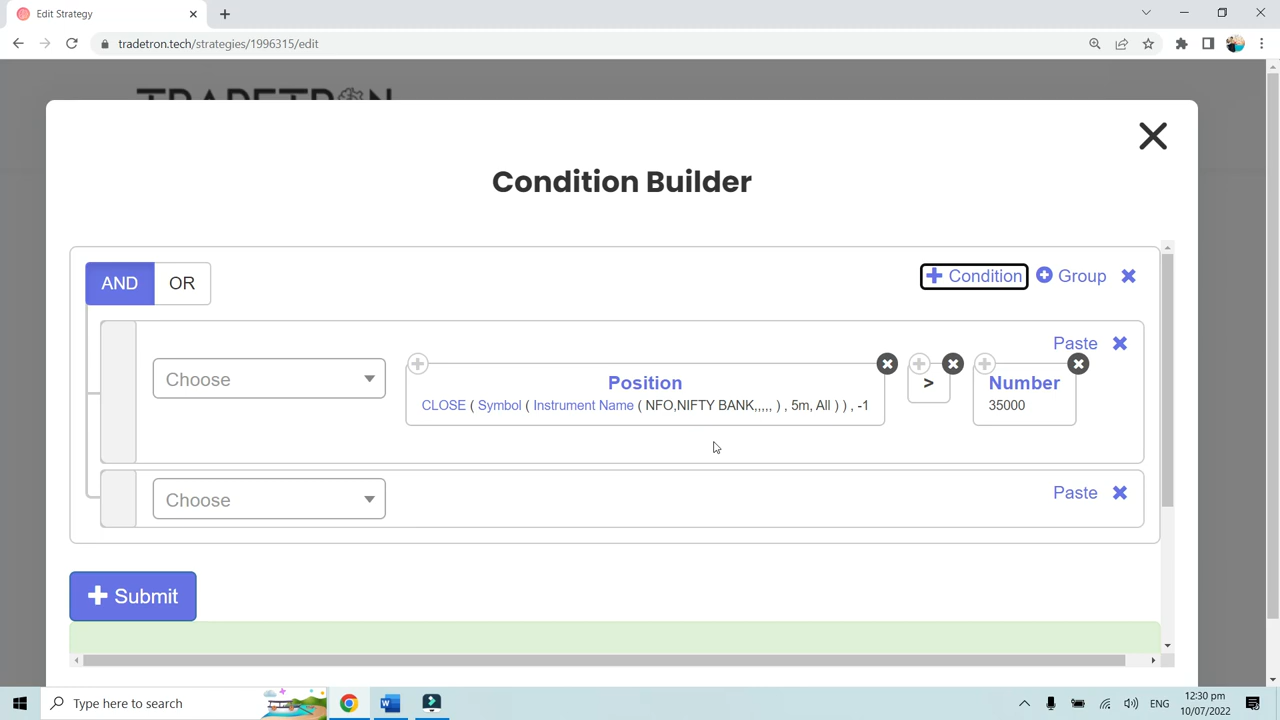 Edit Strategy
tradetron.tech/strategies/1996315/edit
TRADETRON
Condition Builder
AND OR
Condition Group
Paste
Choose
Position
CLOSE ( Symbol ( Instrument Name ( NFO,NIFTY BANK,,,,, ) , 5m, All ) ) , -1
>
Number
35000
Choose
Paste
Submit
Type here to search
ENG
12:30 pm
10/07/2022